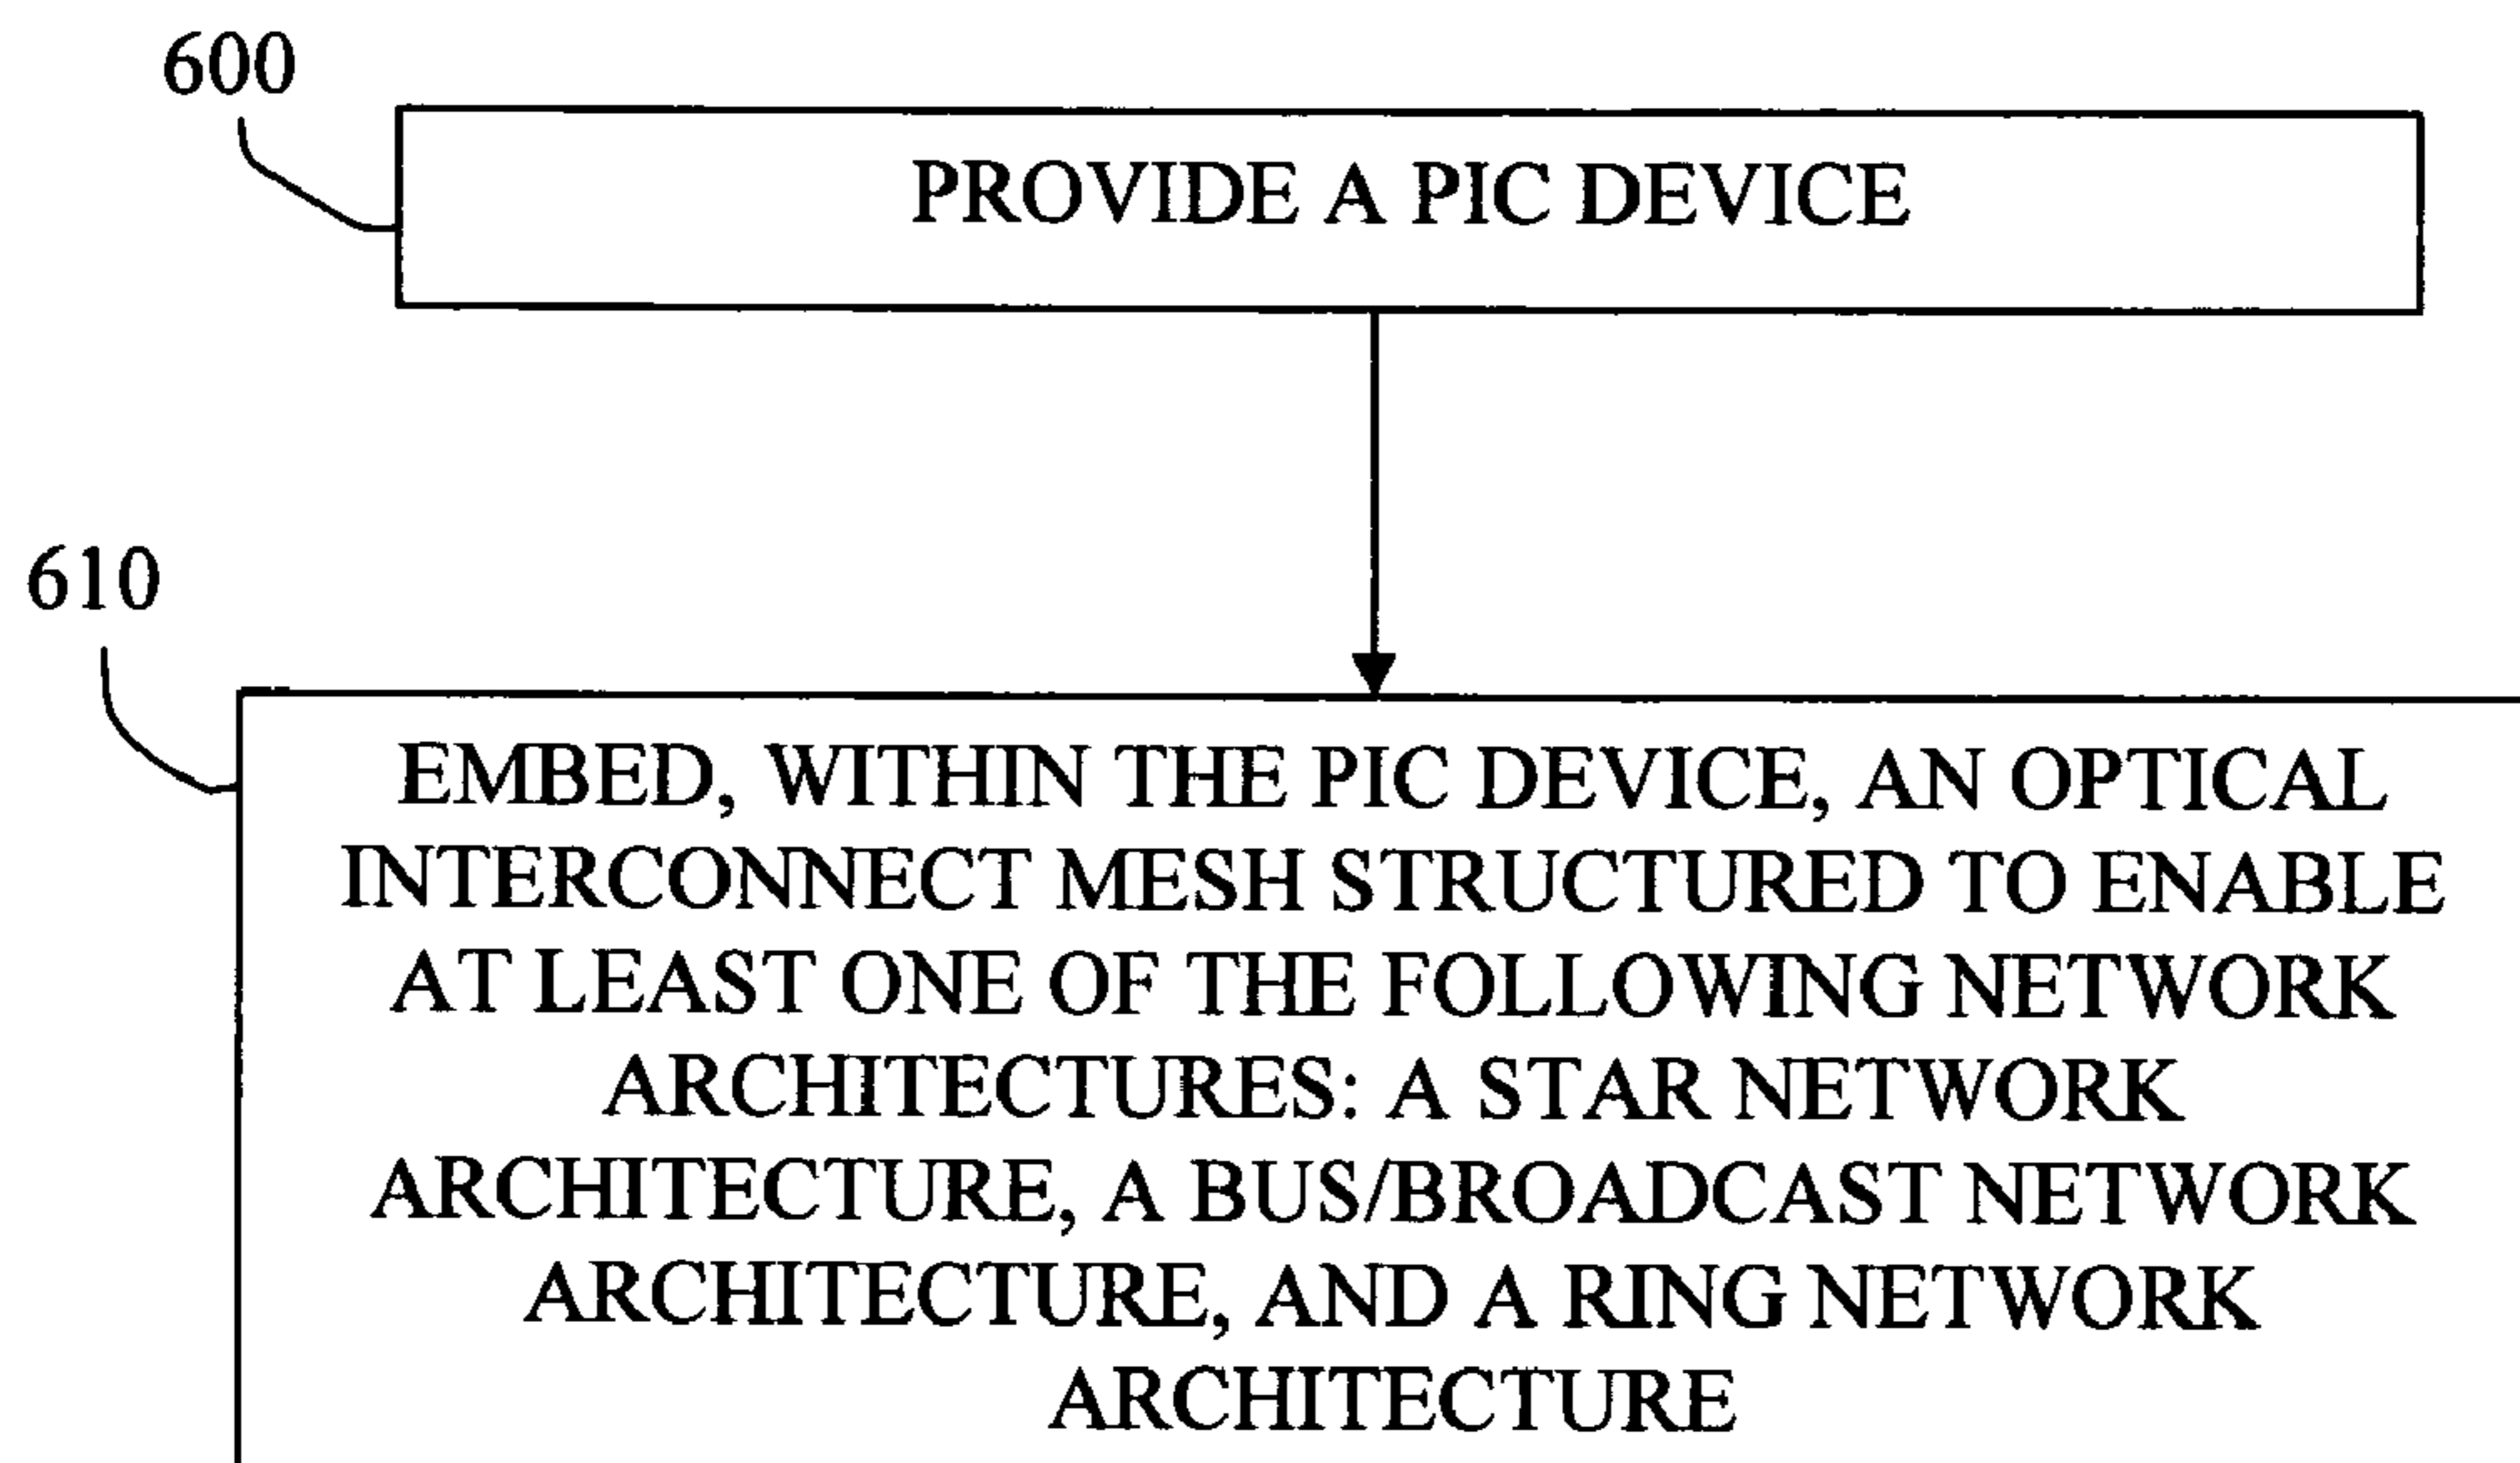 600
PROVIDE A PIC DEVICE
610
EMBED, WITHIN THE PIC DEVICE, AN OPTICAL
INTERCONNECT MESH STRUCTURED TO ENABLE
AT LEAST ONE OF THE FOLLOWING NETWORK
ARCHITECTURES: A STAR NETWORK
ARCHITECTURE, A BUS/BROADCAST NETWORK
ARCHITECTURE, AND A RING NETWORK
ARCHITECTURE